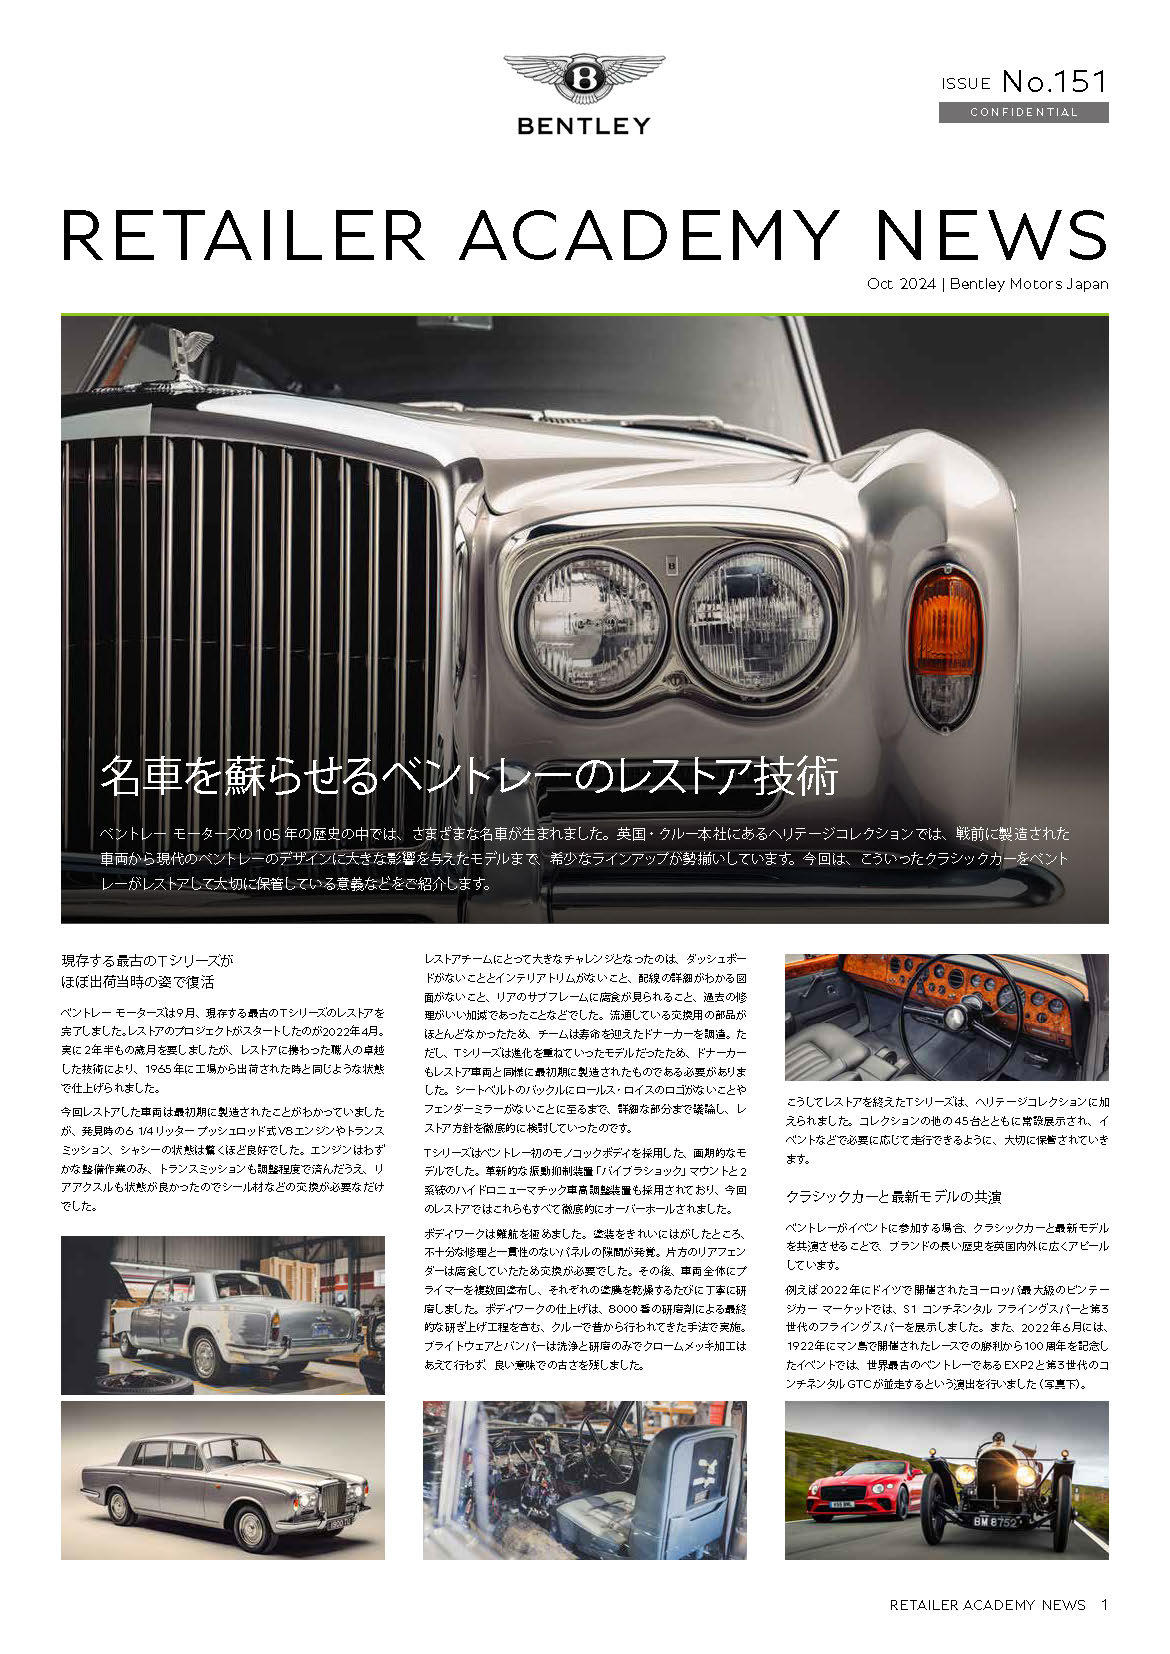 BENTLEY
ISSUE No.151
CONFIDENTIAL
RETAILER ACADEMY NEWS
Oct 2024 | Bentley Motors Japan
名車を蘇らせるベントレーのレストア技術
ベントレー モーターズの105年の歴史の中では、さまざまな名車が生まれました。英国・クルー本社にあるヘリテージコレクションでは、戦前に製造された
車両から現代のベントレーのデザインに大きな影響を与えたモデルまで、希少なラインアップが勢揃いしています。今回は、こういったクラシックカーをベント
レーがレストアして大切に保管している意義などをご紹介します。
現存する最古のTシリーズが
ほぼ出荷当時の姿で復活
ベントレー モーターズは9月、現存する最古のTシリーズのレストアを
完了しました。レストアのプロジェクトがスタートしたのが2022年4月。
実に2年半もの歳月を要しましたが、レストアに携わった職人の卓越
した技術により、1965年に工場から出荷された時と同じような状態
で仕上げられました。
今回レストアした車両は最初期に製造されたことがわかっていました
が、発見時の6 1/4リッター プッシュロッド式V8エンジンやトランス
ミッション、シャシーの状態は驚くほど良好でした。エンジンはわず
かな整備作業のみ、トランスミッションも調整程度で済んだうえ、リ
アアクスルも状態が良かったのでシール材などの交換が必要なだけ
でした。
レストアチームにとって大きなチャレンジとなったのは、ダッシュボー
ドがないこととインテリアトリムがないこと、配線の詳細がわかる図
面がないこと、リアのサブフレームに腐食が見られること、過去の修
理がいい加減であったことなどでした。流通している交換用の部品が
ほとんどなかったため、チームは寿命を迎えたドナーカーを調達。た
だし、Tシリーズは進化を重ねていったモデルだったため、ドナーカー
もレストア車両と同様に最初期に製造されたものである必要がありま
した。シートベルトのバックルにロールス・ロイスのロゴがないことや
フェンダーミラーがないことに至るまで、詳細な部分まで議論し、レ
ストア方針を徹底的に検討していったのです。
Tシリーズはベントレー初のモノコックボディを採用した、画期的なモ
デルでした。革新的な振動抑制装置「バイブラショック」マウントと2
系統のハイドロニューマチック車高調整装置も採用されており、今回
のレストアではこれらもすべて徹底的にオーバーホールされました。
ボディワークは難航を極めました。塗装をきれいにはがしたところ、
不十分な修理と一貫性のないパネルの隙間が発覚。片方のリアフェン
ダーは腐食していたため交換が必要でした。その後、車両全体にプ
ライマーを複数回塗布し、それぞれの塗膜を乾燥するたびに丁寧に研
磨しました。ボディワークの仕上げは、8000番の研磨剤による最終
的な研ぎ上げ工程を含む、クルーで昔から行われてきた手法で実施。
ブライトウェアとバンパーは洗浄と研磨のみでクロームメッキ加工は
あえて行わず、良い意味での古さを残しました。
こうしてレストアを終えたTシリーズは、ヘリテージコレクションに加
えられました。コレクションの他の45台とともに常設展示され、イ
ベントなどで必要に応じて走行できるように、大切に保管されていき
ます。
クラシックカーと最新モデルの共演
ベントレーがイベントに参加する場合、クラシックカーと最新モデル
を共演させることで、ブランドの長い歴史を英国内外に広くアピール
しています。
例えば2022年にドイツで開催されたヨーロッパ最大級のビンテー
ジカー マーケットでは、S1 コンチネンタル フライングスパーと第3
世代のフライングスパーを展示しました。また、2022年6月には、
1922年にマン島で開催されたレースでの勝利から100周年を記念し
たイベントでは、世界最古のベントレーであるEXP2と第3世代のコ
ンチネンタルGTCが並走するという演出を行いました（写真下）。
BM 8752
RETAILER ACADEMY NEWS 1